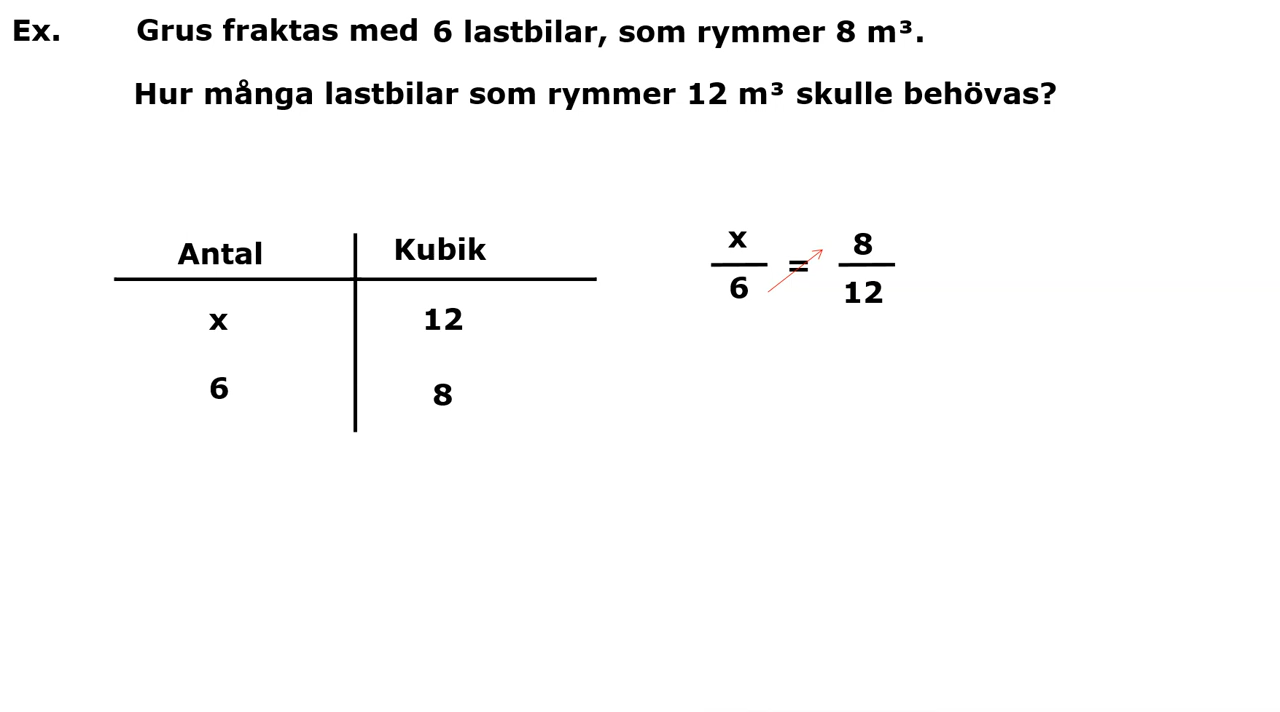 Ex. Grus fraktas med 6 lastbilar, som rymmer 8 m³.
Hur många lastbilar som rymmer 12 m³ skulle behövas?
Antal Kubik
x 12
6 8
x/6 = 8/12